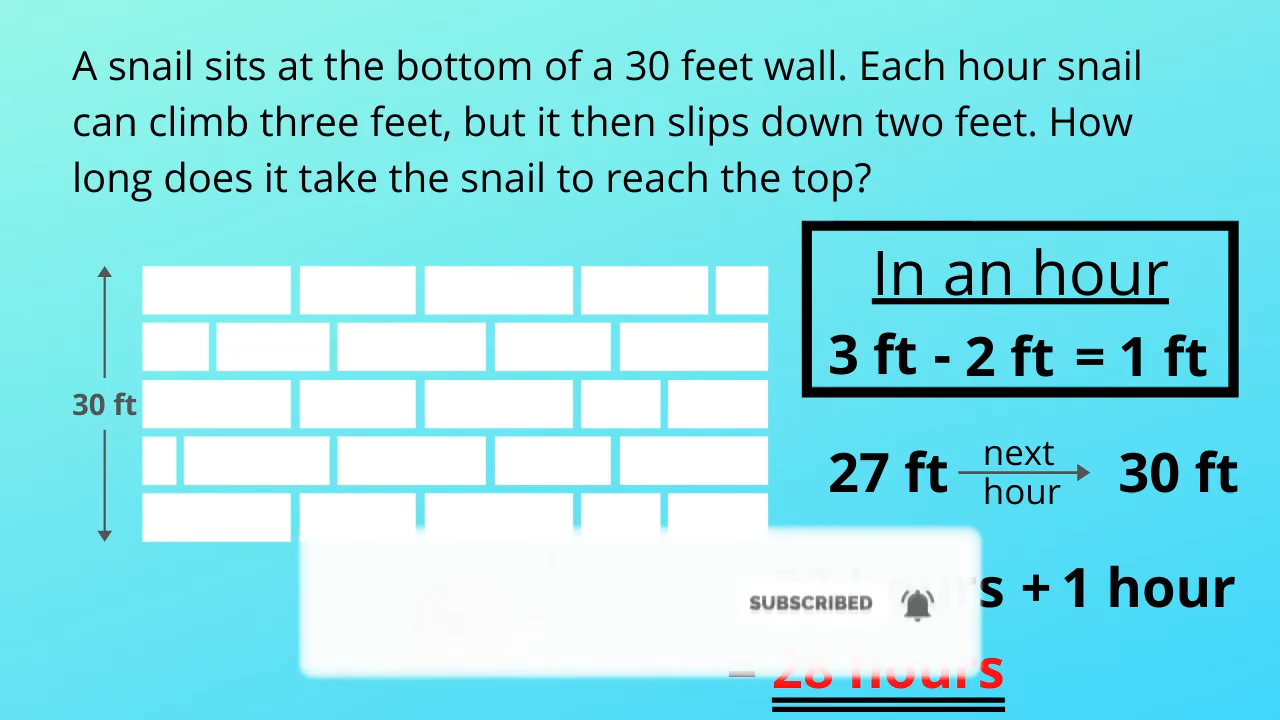 A snail sits at the bottom of a 30 feet wall. Each hour snail
can climb three feet, but it then slips down two feet. How
long does it take the snail to reach the top?
In an hour
3 ft - 2 ft = 1 ft
30 ft
27 ft next hour 30 ft
+ 1 hour
SUBSCRIBED
= 28 hours